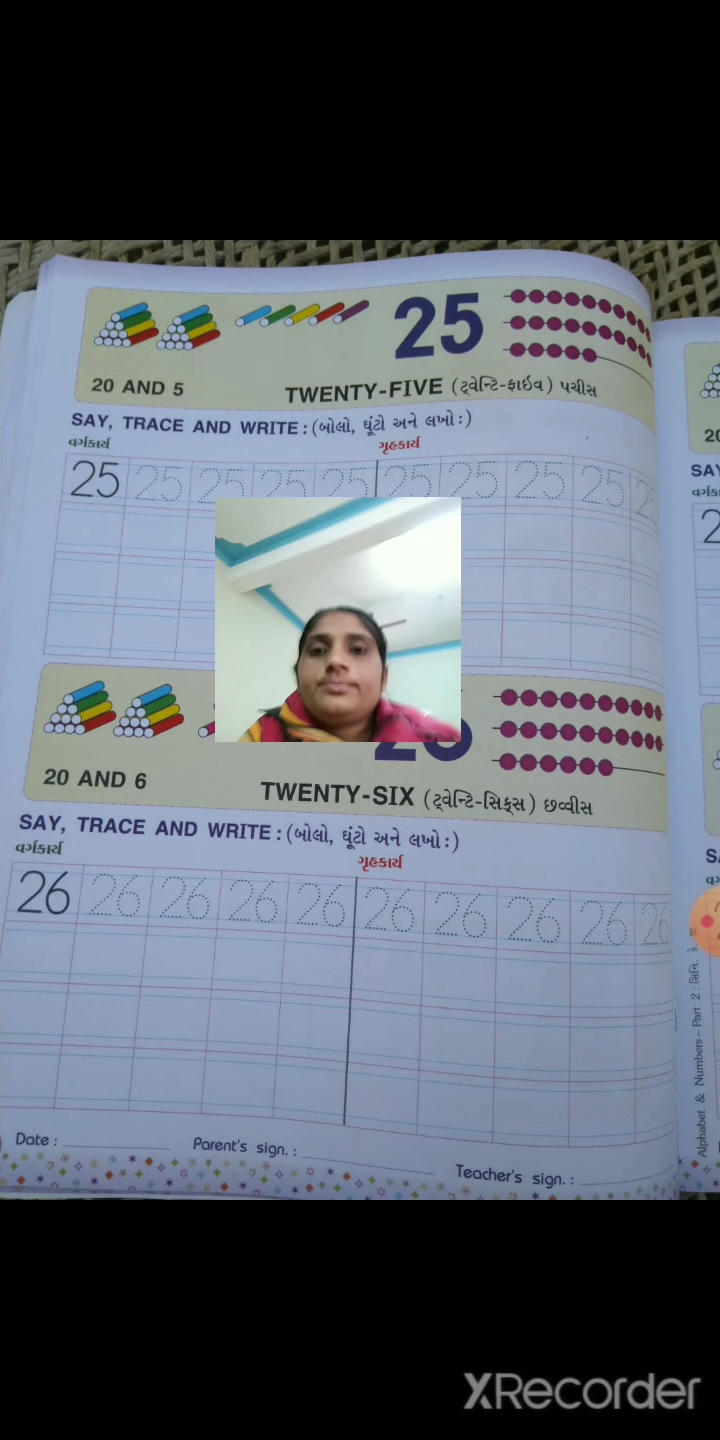 25
20 AND 5
TWENTY-FIVE (ટ્વેન્ટિ-ફાઇવ) પચીસ
SAY, TRACE AND WRITE : (બોલો, ઘૂંટો અને લખો :)
વર્ગકાર્ય ગૃહકાર્ય
25 25 25 25 25 25 25 25 25 25
26
20 AND 6
TWENTY-SIX (ટ્વેન્ટિ-સિક્સ) છવ્વીસ
SAY, TRACE AND WRITE : (બોલો, ઘૂંટો અને લખો :)
વર્ગકાર્ય ગૃહકાર્ય
26 26 26 26 26 26 26 26 26 26
Date :
Parent's sign. :
Teacher's sign. :
Alphabet & Numbers – Part 2 : સિનિ. કે.
XRecorder